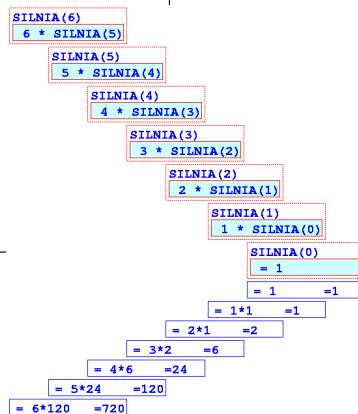 SILNIA(6)
6 * SILNIA(5)
SILNIA(5)
5 * SILNIA(4)
SILNIA(4)
4 * SILNIA(3)
SILNIA(3)
3 * SILNIA(2)
SILNIA(2)
2 * SILNIA(1)
SILNIA(1)
1 * SILNIA(0)
SILNIA(0)
= 1
= 1 =1
= 1*1 =1
= 2*1 =2
= 3*2 =6
= 4*6 =24
= 5*24 =120
= 6*120 =720